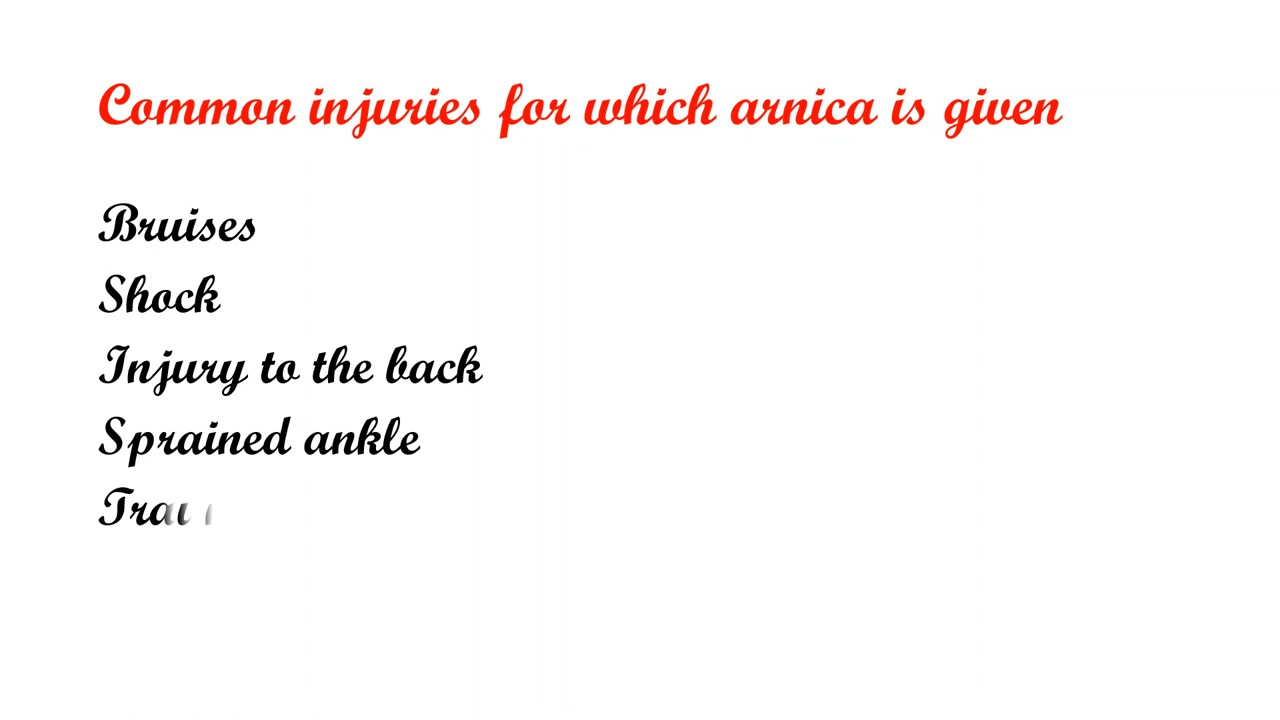 Common injuries for which arnica is given
Bruises
Shock
Injury to the back
Sprained ankle